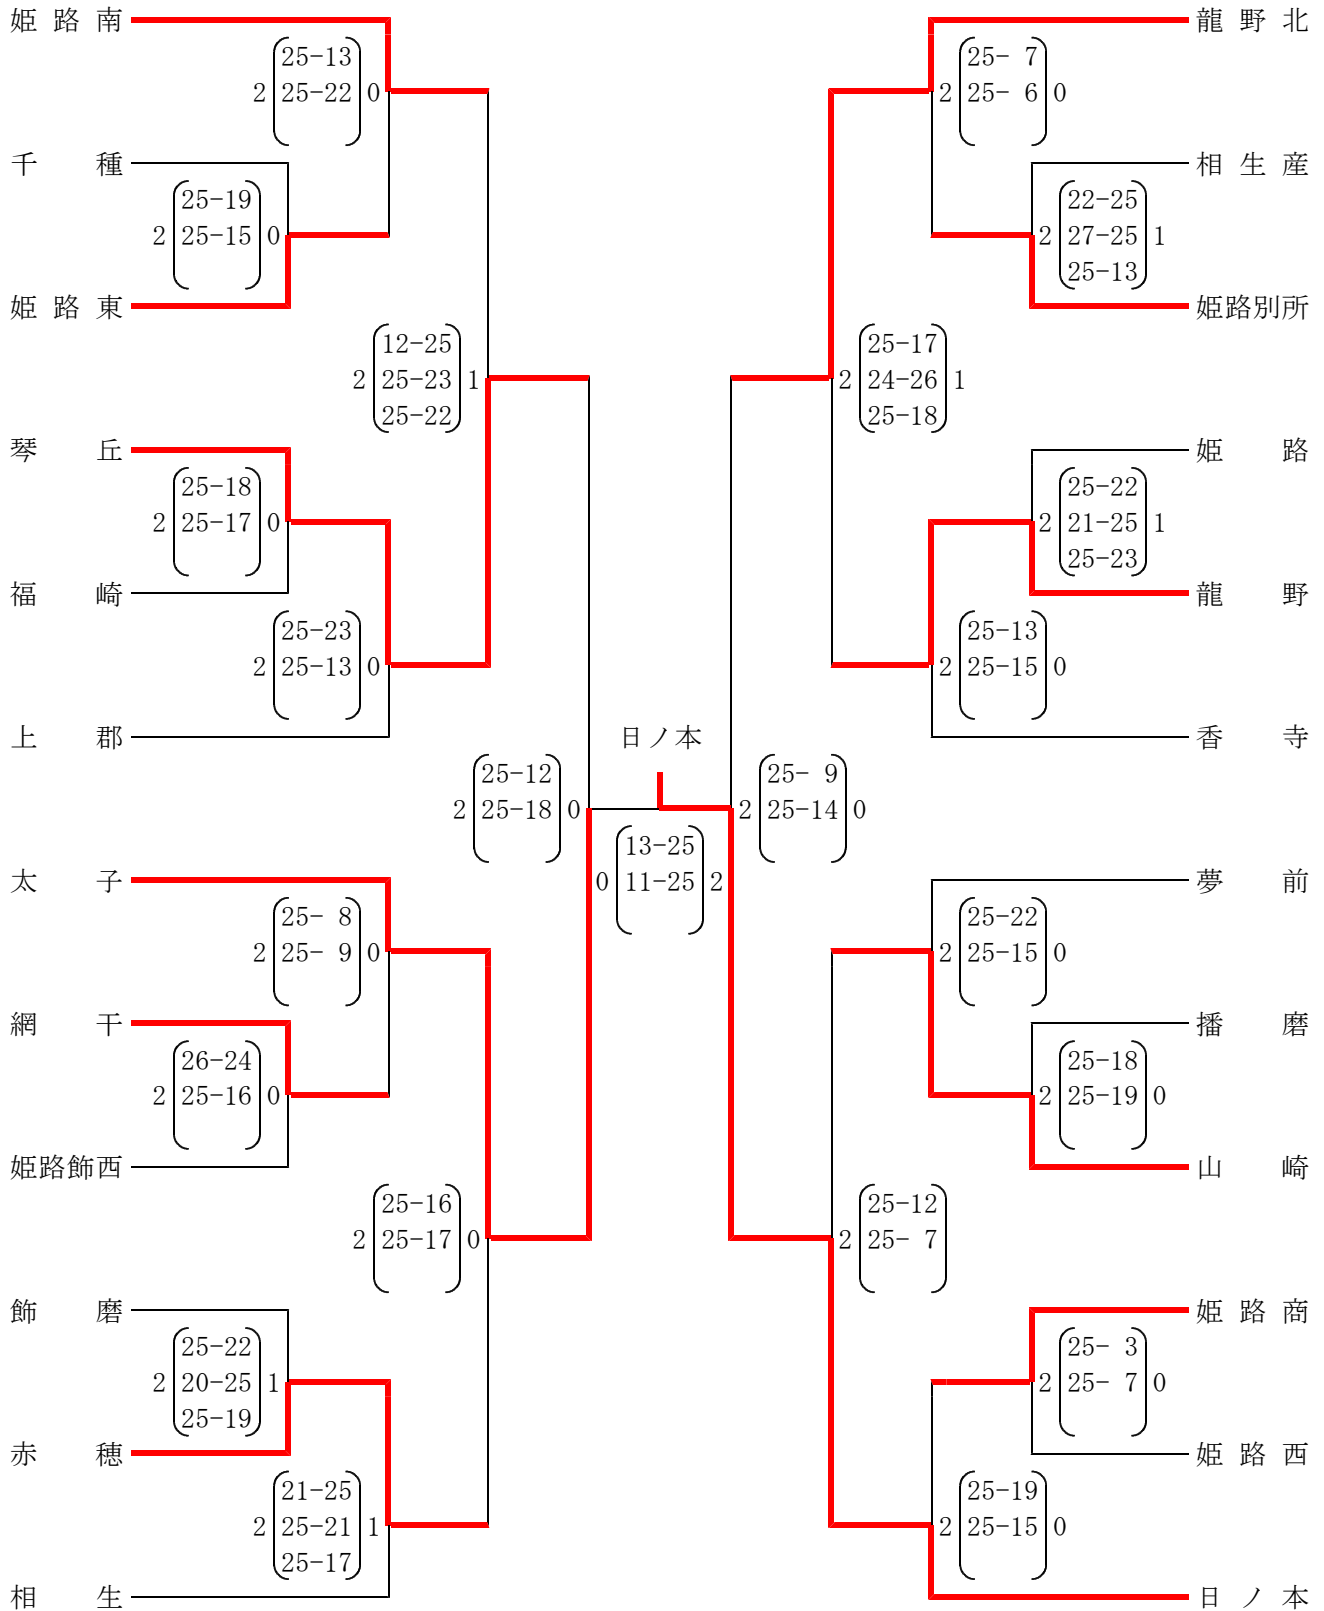 姫路南
25-13
2 25-22 0
千種
25-19
2 25-15 0
姫路東
12-25
2 25-23 1
25-22
琴丘
25-18
2 25-17 0
福崎
25-23
2 25-13 0
上郡
25-12
2 25-18 0
太子
25- 8
2 25- 9 0
網干
26-24
2 25-16 0
姫路飾西
25-16
2 25-17 0
飾磨
25-22
2 20-25 1
25-19
赤穂
21-25
2 25-21 1
25-17
相生
日ノ本
13-25
0 11-25 2
龍野北
25- 7
2 25- 6 0
相生産
22-25
2 27-25 1
25-13
姫路別所
25-17
2 24-26 1
25-18
姫路
25-22
2 21-25 1
25-23
龍野
25-13
2 25-15 0
香寺
25- 9
2 25-14 0
夢前
25-22
2 25-15 0
播磨
25-18
2 25-19 0
山崎
25-12
2 25- 7
姫路商
25- 3
2 25- 7 0
姫路西
25-19
2 25-15 0
日ノ本